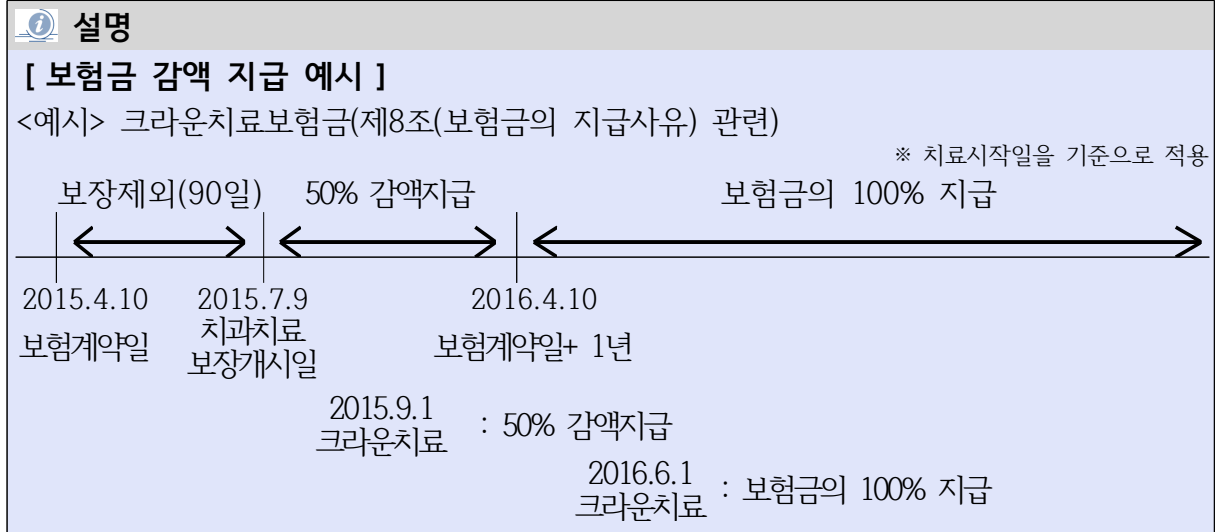 설명
[ 보험금 감액 지급 예시 ]
<예시> 크라운치료보험금(제8조(보험금의 지급사유) 관련)
※ 치료시작일을 기준으로 적용
보장제외(90일) 50% 감액지급 보험금의 100% 지급
2015.4.10 2015.7.9 2016.4.10
보험계약일 치과치료 보장개시일 보험계약일+ 1년
2015.9.1
크라운치료 : 50% 감액지급
2016.6.1
크라운치료 : 보험금의 100% 지급